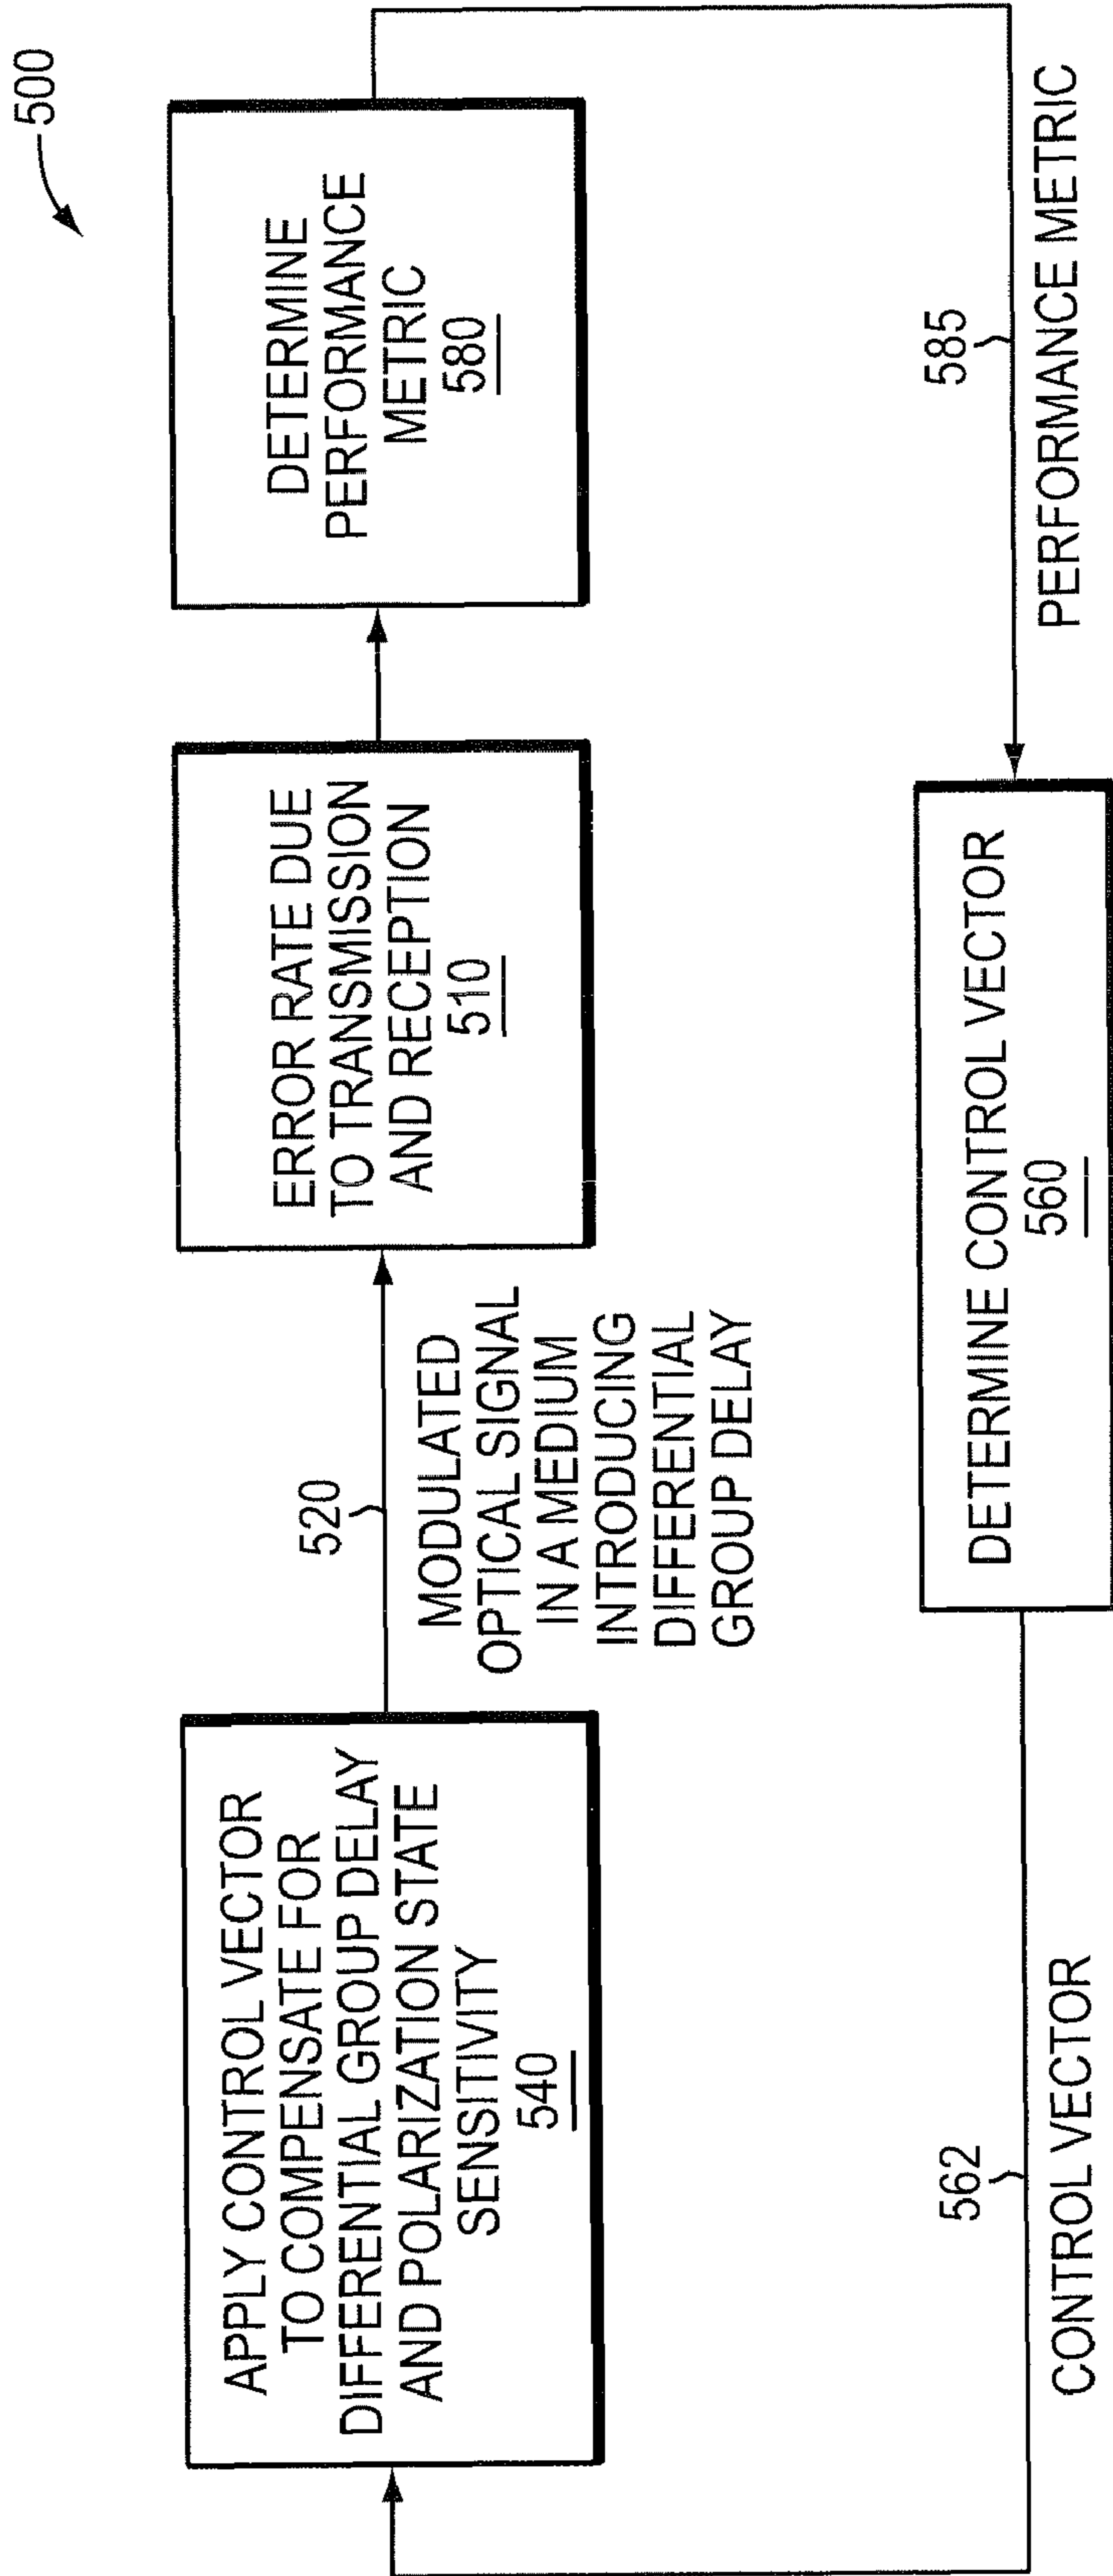 500
APPLY CONTROL VECTOR
TO COMPENSATE FOR
DIFFERENTIAL GROUP DELAY
AND POLARIZATION STATE
SENSITIVITY
540
520
MODULATED
OPTICAL SIGNAL
IN A MEDIUM
INTRODUCING
DIFFERENTIAL
GROUP DELAY
ERROR RATE DUE
TO TRANSMISSION
AND RECEPTION
510
DETERMINE
PERFORMANCE
METRIC
580
585
PERFORMANCE METRIC
DETERMINE CONTROL VECTOR
560
562
CONTROL VECTOR